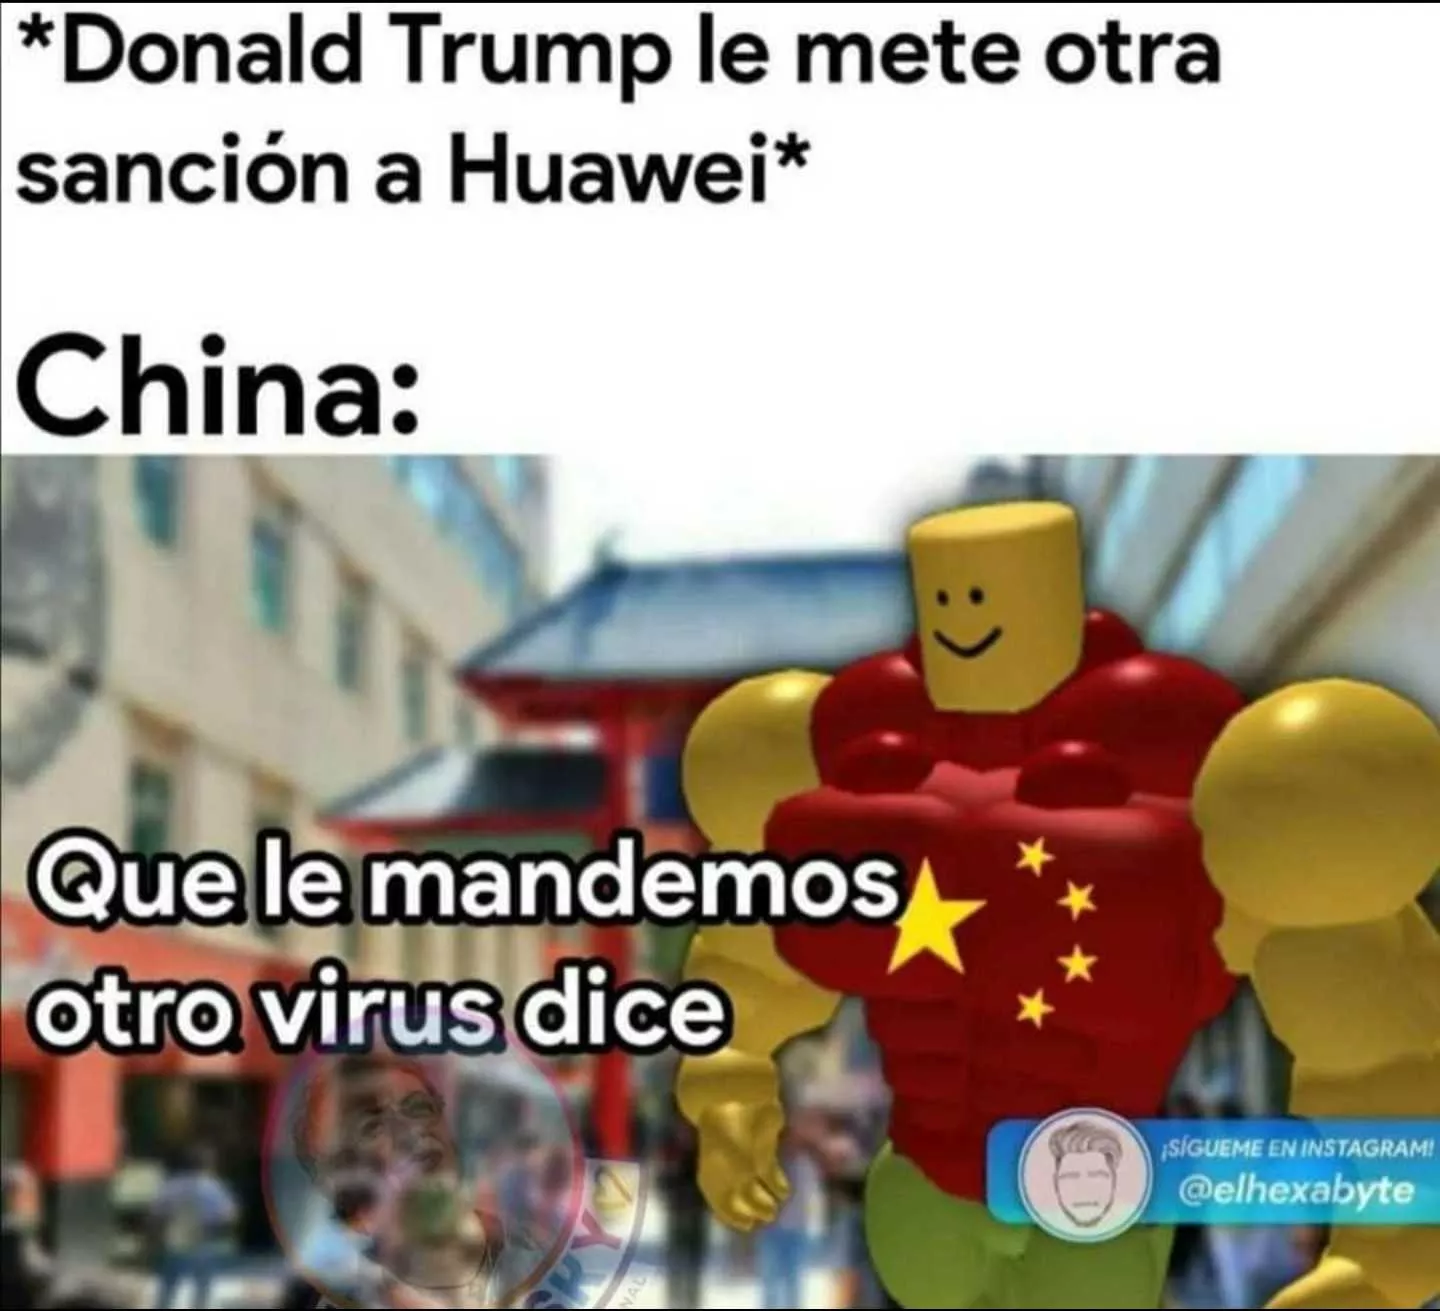 *Donald Trump le mete otra
sanción a Huawei*
China:
Que le mandemos
otro virus dice
¡SÍGUEME EN INSTAGRAM!
@elhexabyte